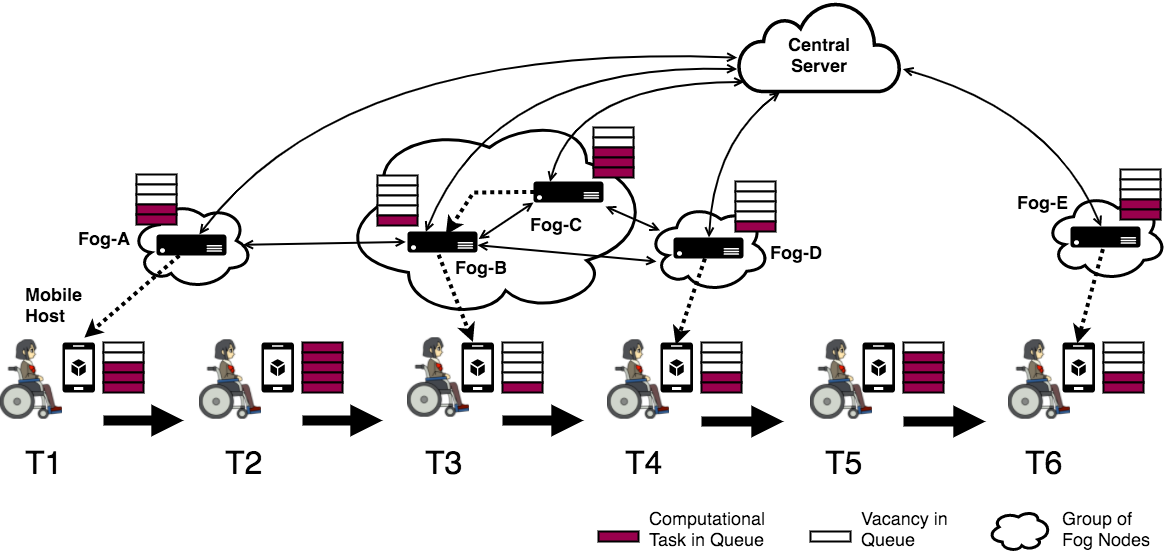 Central
Server
Fog-A
Fog-B
Fog-C
Fog-D
Fog-E
Mobile
Host
T1
T2
T3
T4
T5
T6
Computational
Task in Queue
Vacancy in
Queue
Group of
Fog Nodes